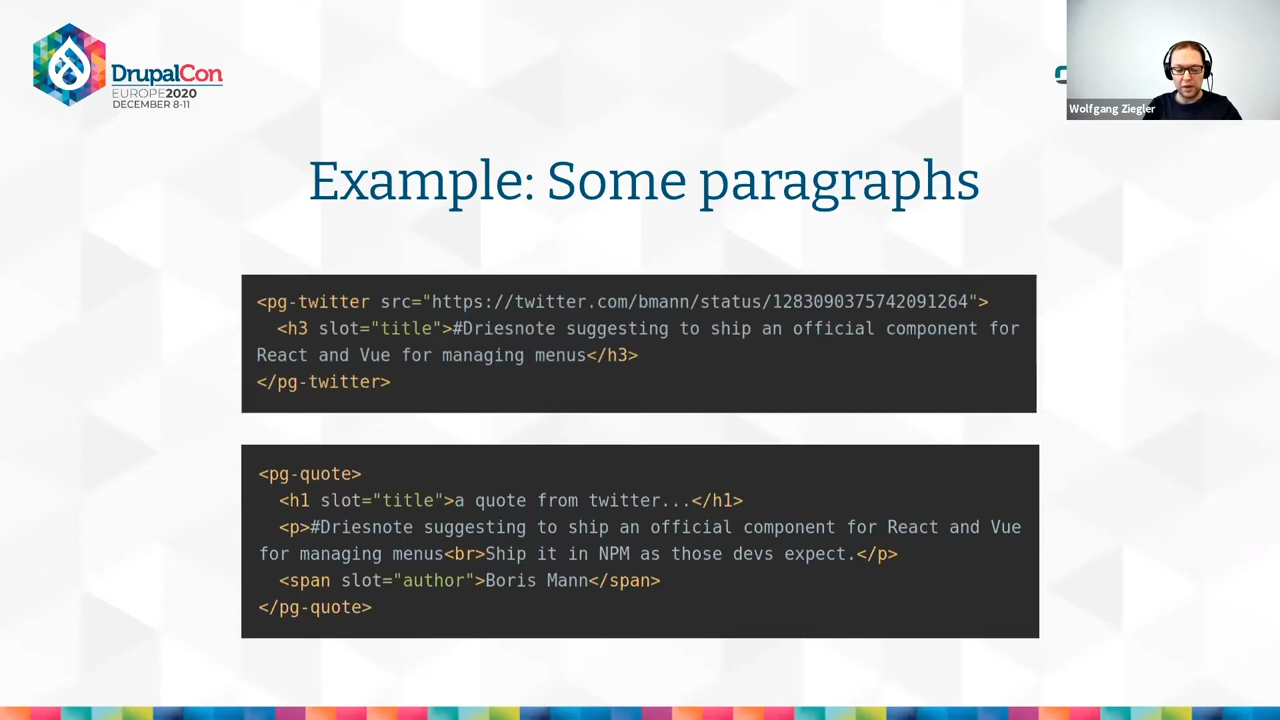 DrupalCon
EUROPE2020
DECEMBER 8-11
Wolfgang Ziegler
Example: Some paragraphs
<pg-twitter src="https://twitter.com/bmann/status/1283090375742091264">
<h3 slot="title">#Driesnote suggesting to ship an official component for
React and Vue for managing menus</h3>
</pg-twitter>
<pg-quote>
<h1 slot="title">a quote from twitter...</h1>
<p>#Driesnote suggesting to ship an official component for React and Vue
for managing menus<br>Ship it in NPM as those devs expect.</p>
<span slot="author">Boris Mann</span>
</pg-quote>